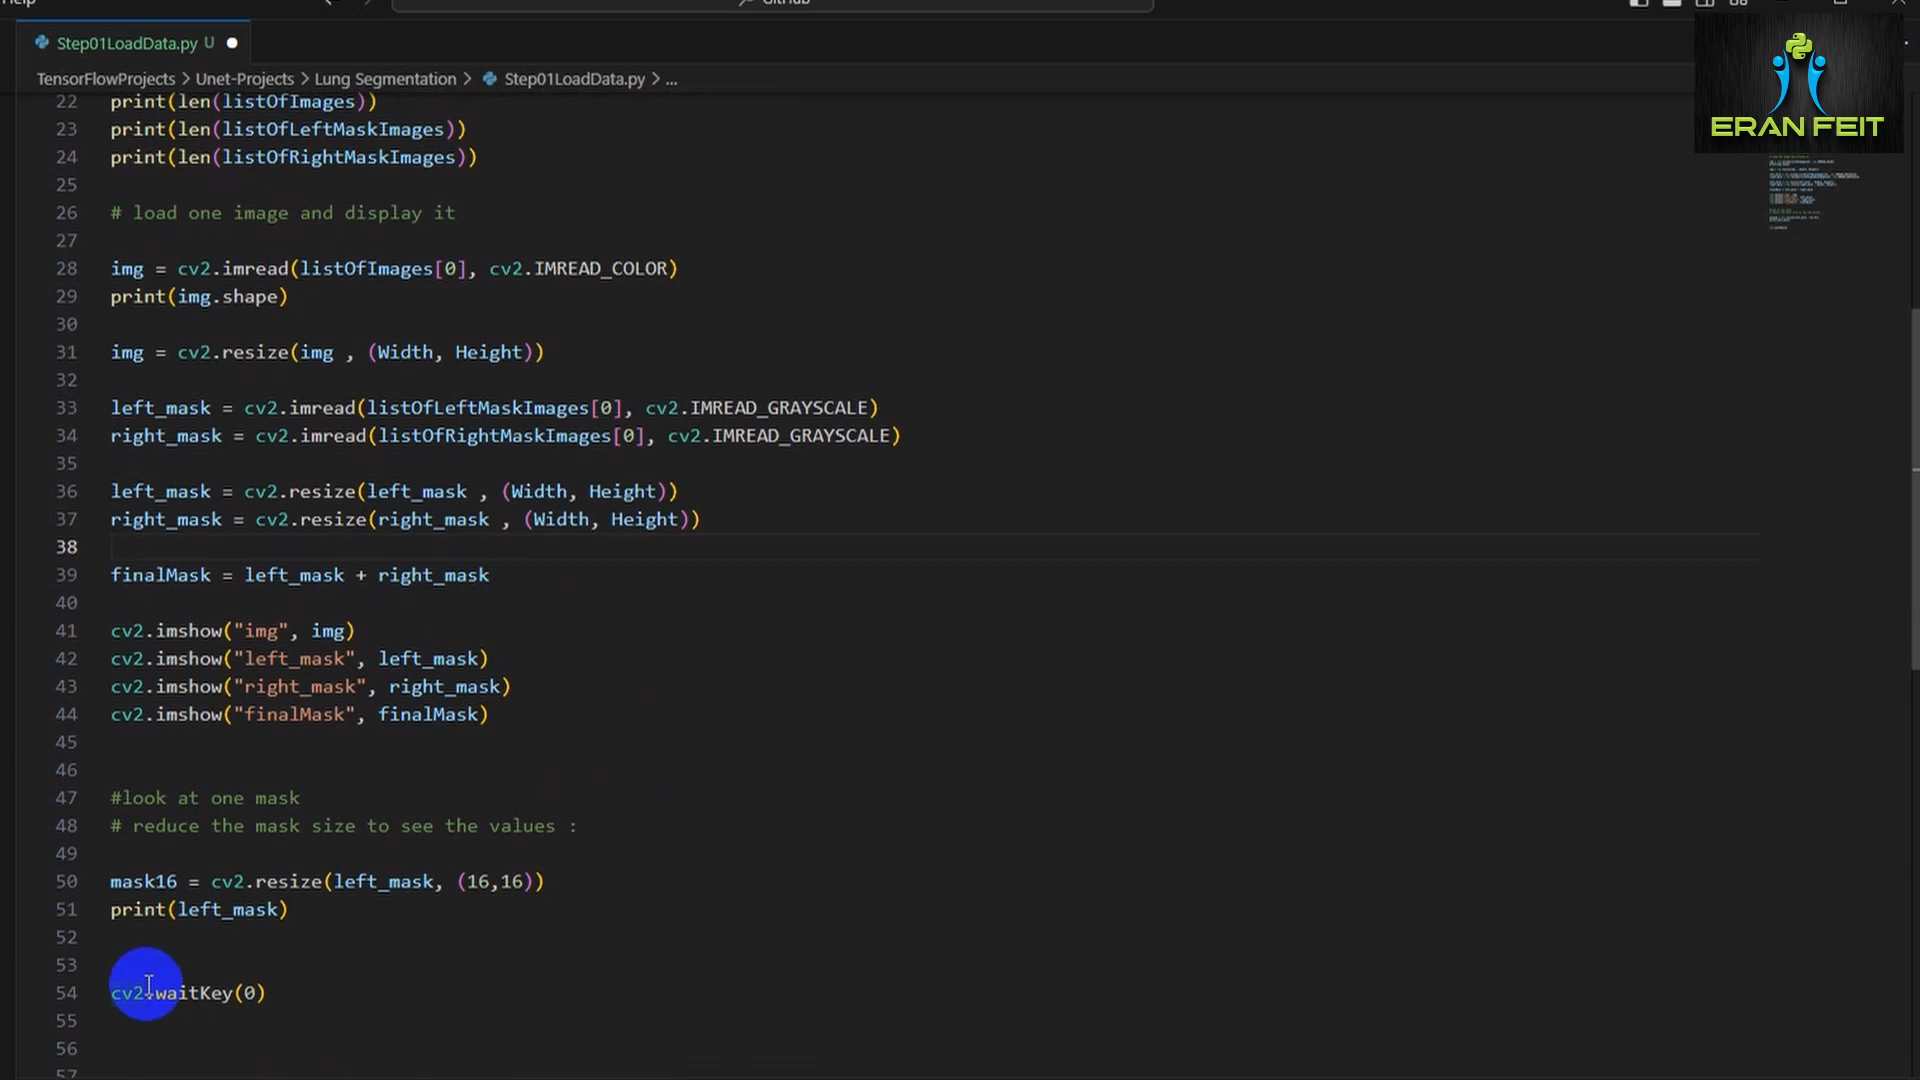 Help
GitHub
Step01LoadData.py U
TensorFlowProjects > Unet-Projects > Lung Segmentation > Step01LoadData.py > ...
ERAN FEIT
22 print(len(listOfImages))
23 print(len(listOfLeftMaskImages))
24 print(len(listOfRightMaskImages))
25
26 # load one image and display it
27
28 img = cv2.imread(listOfImages[0], cv2.IMREAD_COLOR)
29 print(img.shape)
30
31 img = cv2.resize(img , (Width, Height))
32
33 left_mask = cv2.imread(listOfLeftMaskImages[0], cv2.IMREAD_GRAYSCALE)
34 right_mask = cv2.imread(listOfRightMaskImages[0], cv2.IMREAD_GRAYSCALE)
35
36 left_mask = cv2.resize(left_mask , (Width, Height))
37 right_mask = cv2.resize(right_mask , (Width, Height))
38
39 finalMask = left_mask + right_mask
40
41 cv2.imshow("img", img)
42 cv2.imshow("left_mask", left_mask)
43 cv2.imshow("right_mask", right_mask)
44 cv2.imshow("finalMask", finalMask)
45
46
47 #look at one mask
48 # reduce the mask size to see the values :
49
50 mask16 = cv2.resize(left_mask, (16,16))
51 print(left_mask)
52
53
54 cv2.waitKey(0)
55
56
57